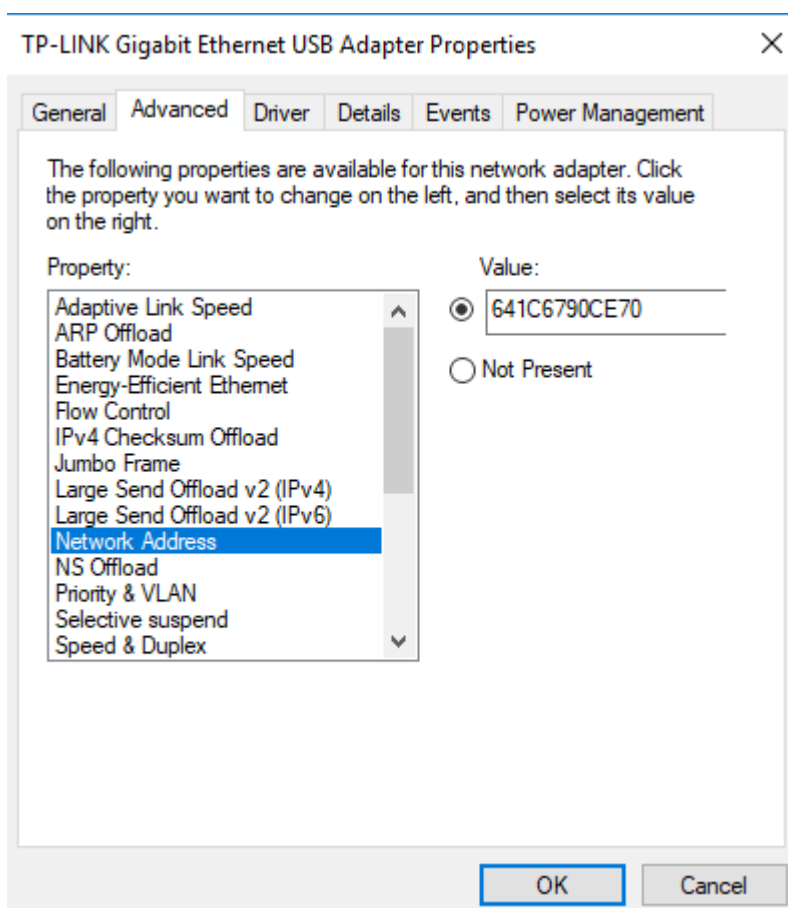 TP-LINK Gigabit Ethernet USB Adapter Properties
General Advanced Driver Details Events Power Management
The following properties are available for this network adapter. Click
the property you want to change on the left, and then select its value
on the right.
Property:
Adaptive Link Speed
ARP Offload
Battery Mode Link Speed
Energy-Efficient Ethernet
Flow Control
IPv4 Checksum Offload
Jumbo Frame
Large Send Offload v2 (IPv4)
Large Send Offload v2 (IPv6)
Network Address
NS Offload
Priority & VLAN
Selective suspend
Speed & Duplex
Value:
641C6790CE70
Not Present
OK Cancel